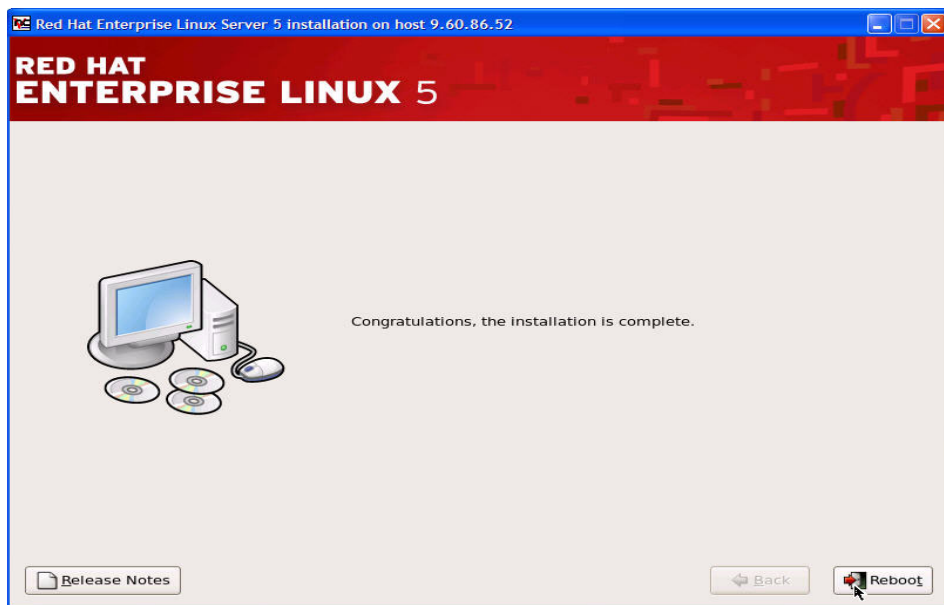 Red Hat Enterprise Linux Server 5 installation on host 9.60.86.52
RED HAT
ENTERPRISE LINUX 5
Congratulations, the installation is complete.
Release Notes
Back
Reboot